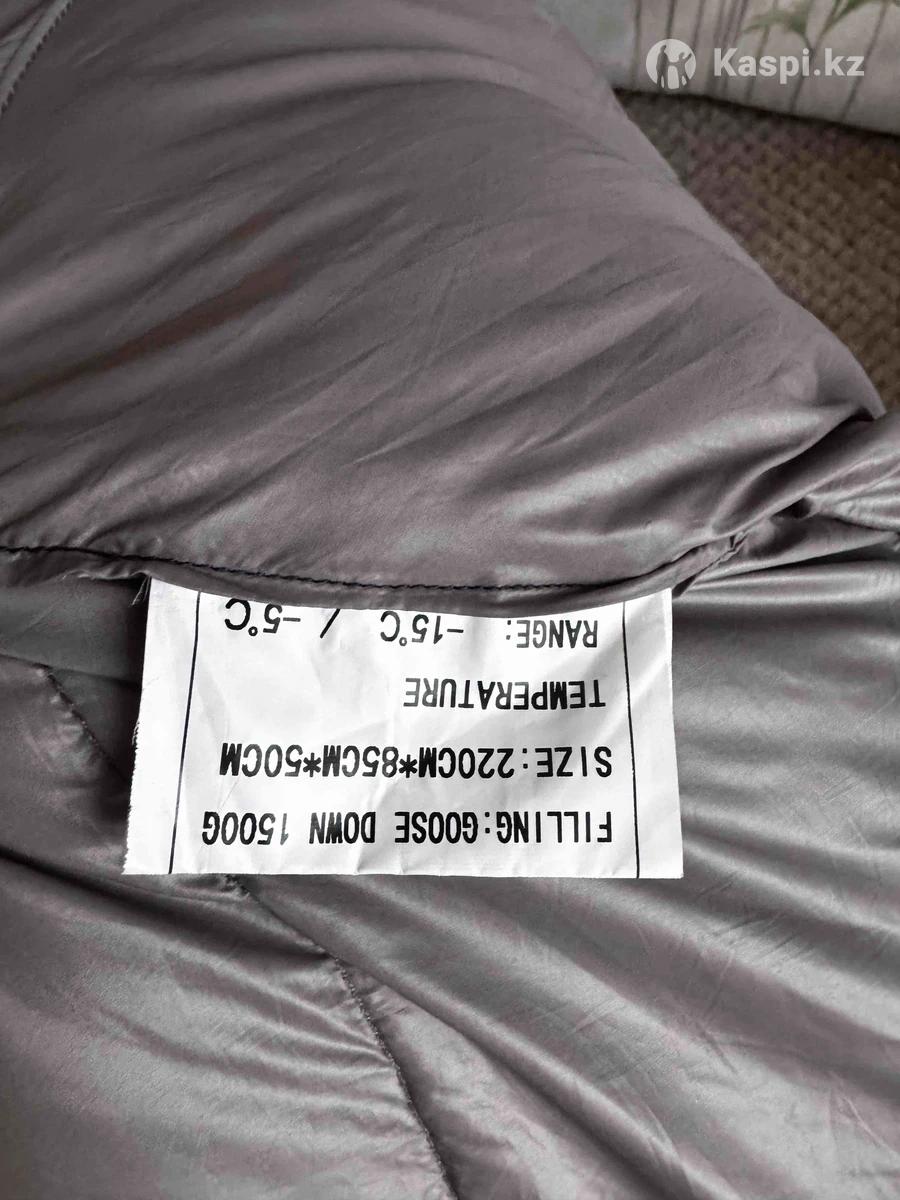 Kaspi.kz
FILLING:GOOSE DOWN 1500G
SIZE:220CM*85CM*50CM
TEMPERATURE
RANGE: -15℃ / -5℃